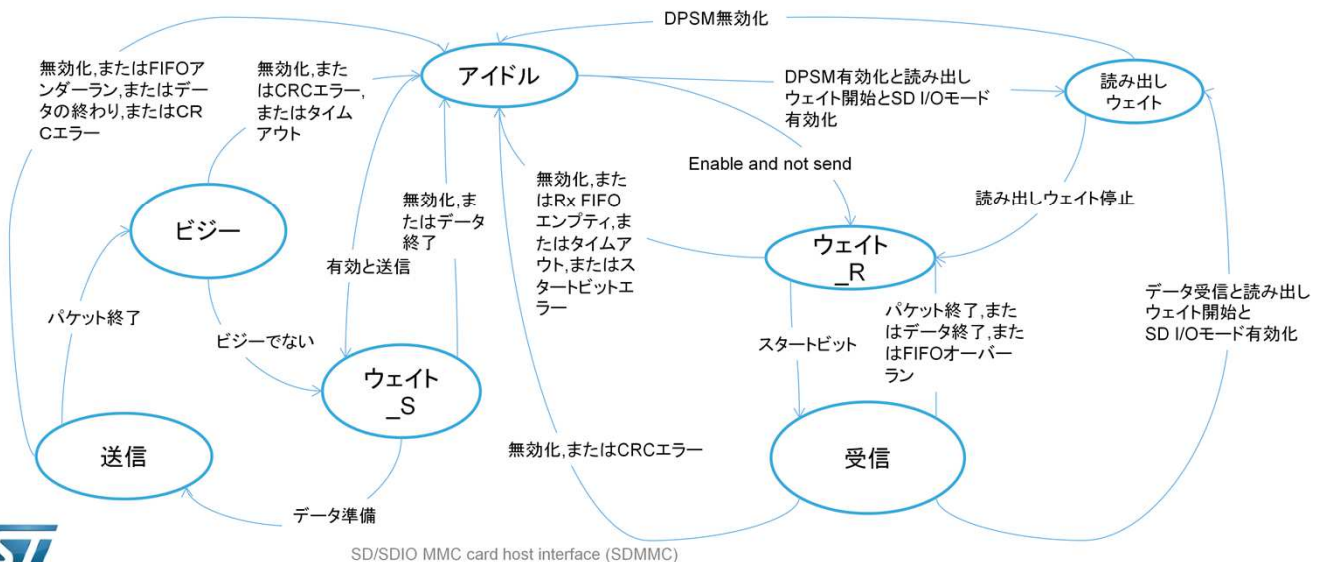 DPSM無効化
無効化,またはFIFOア
ンダーラン,またはデー
タの終わり,またはCR
Cエラー
無効化,また
はCRCエラー,
またはタイム
アウト
アイドル
DPSM有効化と読み出し
ウェイト開始とSD I/Oモード
有効化
読み出し
ウェイト
Enable and not send
無効化,また
はRx FIFO
エンプティ,ま
たはタイムア
ウト,またはス
タートビットエ
ラー
無効化,ま
たはデータ
終了
読み出しウェイト停止
ビジー
有効と送信
ウェイト
_R
データ受信と読み出し
ウェイト開始と
SD I/Oモード有効化
パケット終了
ビジーでない
スタートビット
パケット終了,また
はデータ終了,また
はFIFOオーバー
ラン
ウェイト
_S
送信
無効化,またはCRCエラー
受信
データ準備
SD/SDIO MMC card host interface (SDMMC)